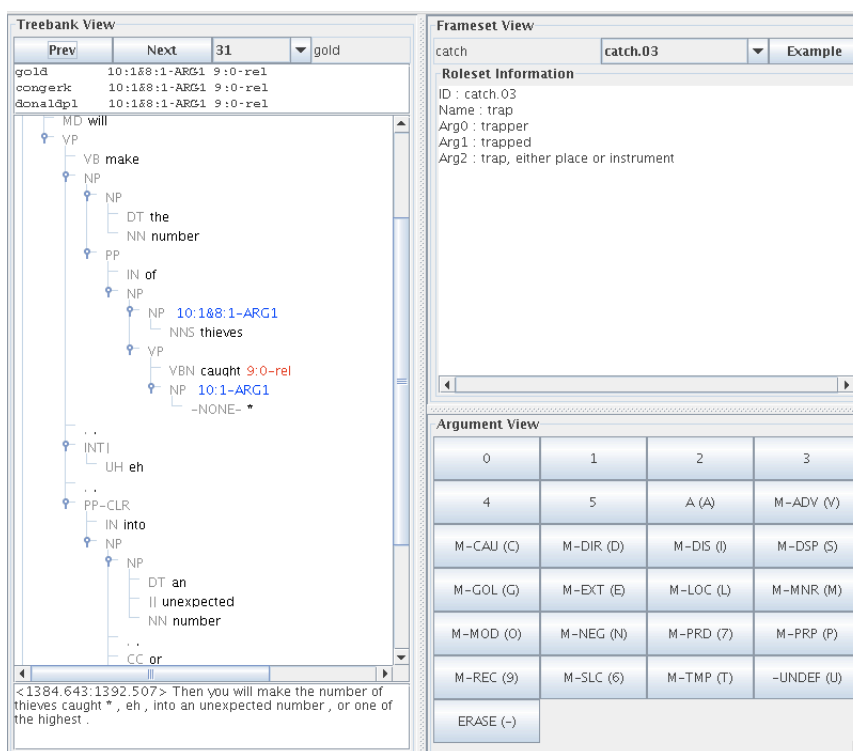 Treebank View
Prev Next 31 gold
gold 10:1&8:1-ARG1 9:0-rel
congerk 10:1&8:1-ARG1 9:0-rel
donaldpl 10:1&8:1-ARG1 9:0-rel
MD will
VP
VB make
NP
NP
DT the
NN number
PP
IN of
NP
NP 10:1&8:1-ARG1
NNS thieves
VP
VBN caught 9:0-rel
NP 10:1-ARG1
-NONE- *
. .
INTJ
UH eh
. .
PP-CLR
IN into
NP
NP
DT an
JJ unexpected
NN number
. .
CC or
<1384.643:1392.507> Then you will make the number of
thieves caught * , eh , into an unexpected number , or one of
the highest .
Frameset View
catch catch.03 Example
Roleset Information
ID : catch.03
Name : trap
Arg0 : trapper
Arg1 : trapped
Arg2 : trap, either place or instrument
Argument View
0 1 2 3
4 5 A (A) M-ADV (V)
M-CAU (C) M-DIR (D) M-DIS (I) M-DSP (S)
M-GOL (G) M-EXT (E) M-LOC (L) M-MNR (M)
M-MOD (O) M-NEG (N) M-PRD (7) M-PRP (P)
M-REC (9) M-SLC (6) M-TMP (T) -UNDEF (U)
ERASE (-)